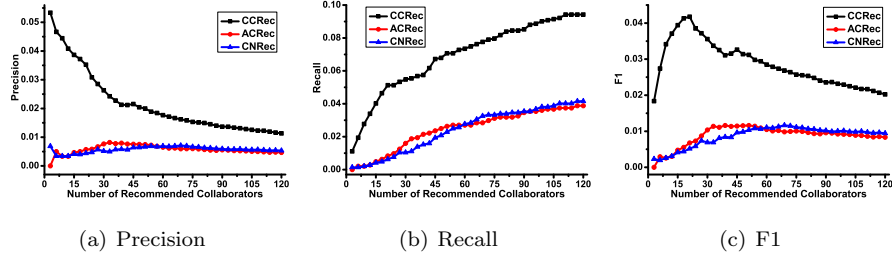 CCRec
ACRec
CNRec
Precision
0.05
0.04
0.03
0.02
0.01
0.00
0 15 30 45 60 75 90 105 120
Number of Recommended Collaborators
(a) Precision
CCRec
ACRec
CNRec
Recall
0.10
0.08
0.06
0.04
0.02
0.00
0 15 30 45 60 75 90 105 120
Number of Recommended Collaborators
(b) Recall
CCRec
ACRec
CNRec
F1
0.04
0.03
0.02
0.01
0.00
0 15 30 45 60 75 90 105 120
Number of Recommended Collaborators
(c) F1